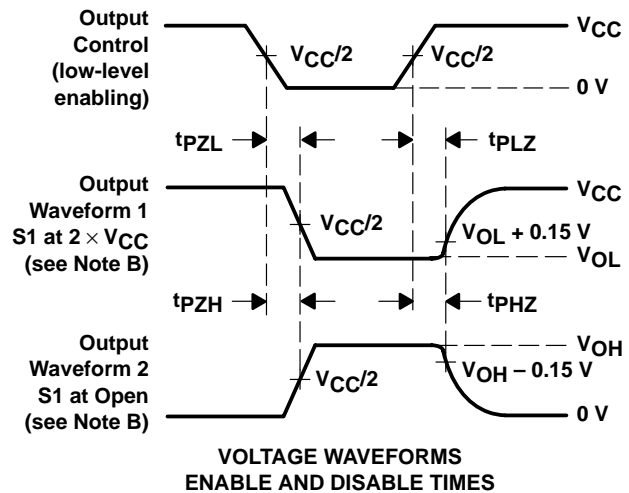 Output
Control
(low-level
enabling)
VCC/2
VCC/2
VCC
0 V
tPZL
tPLZ
Output
Waveform 1
S1 at 2 × VCC
(see Note B)
VCC/2
VCC
VOL + 0.15 V
VOL
tPZH
tPHZ
Output
Waveform 2
S1 at Open
(see Note B)
VCC/2
VOH
VOH – 0.15 V
0 V
VOLTAGE WAVEFORMS
ENABLE AND DISABLE TIMES